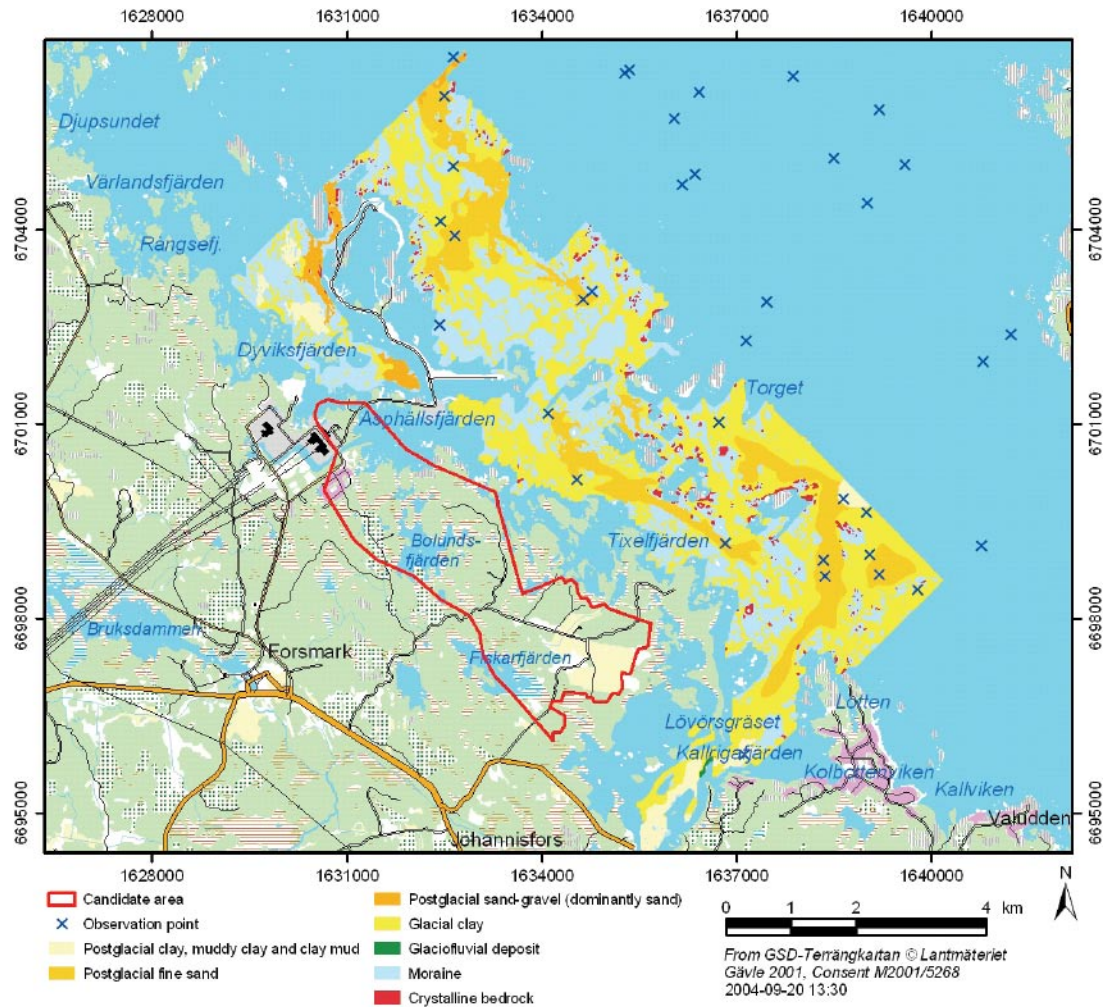 1628000 1631000 1634000 1637000 1640000
Djupsundet
Värlandsfjärden
6704000 6704000
Rångsefj.
Dyviksfjärden
Torget
Asphällsfjärden
6701000 6701000
Tixelfjärden
Bolunds-
fjärden
6698000 6698000
Bruksdammen
Forsmark
Fiskarfjärden
Lotten
Lövörsgräset
Kallrigafjärden
Kolbottenviken
Kallviken
Valudden
6695000 6695000
Johannisfors
1628000 1631000 1634000 1637000 1640000
Candidate area
Observation point
Postglacial clay, muddy clay and clay mud
Postglacial fine sand
Postglacial sand-gravel (dominantly sand)
Glacial clay
Glaciofluvial deposit
Moraine
Crystalline bedrock
N
0 1 2 4 km
From GSD-Terrängkartan © Lantmäteriet
Gävle 2001, Consent M2001/5268
2004-09-20 13:30